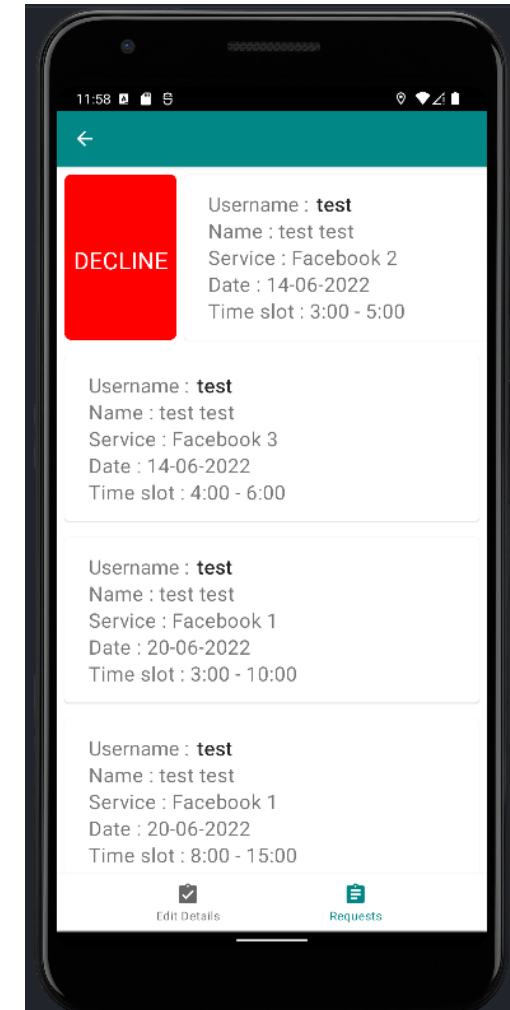 11:58
DECLINE
Username : test
Name : test test
Service : Facebook 2
Date : 14-06-2022
Time slot : 3:00 - 5:00
Username : test
Name : test test
Service : Facebook 3
Date : 14-06-2022
Time slot : 4:00 - 6:00
Username : test
Name : test test
Service : Facebook 1
Date : 20-06-2022
Time slot : 3:00 - 10:00
Username : test
Name : test test
Service : Facebook 1
Date : 20-06-2022
Time slot : 8:00 - 15:00
Edit Details
Requests